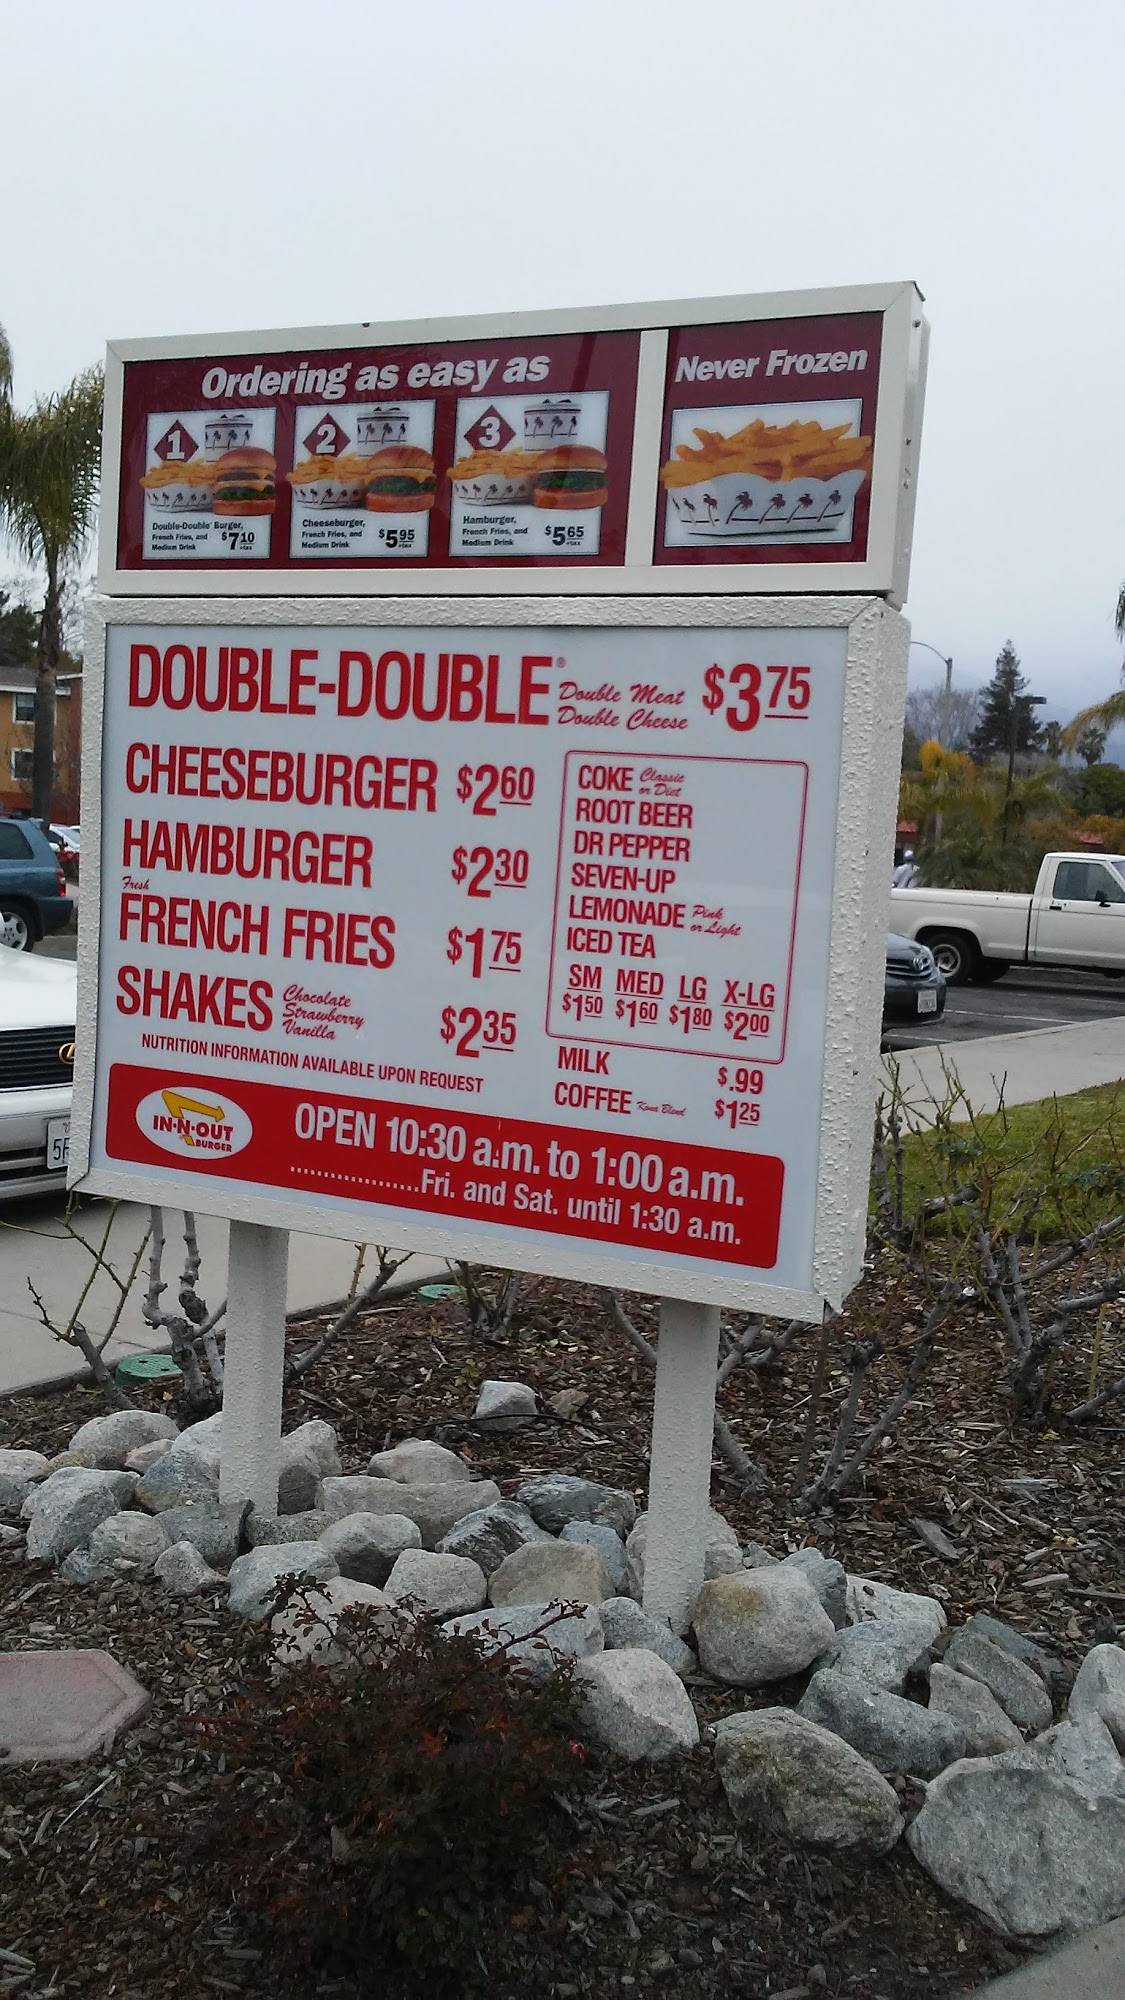 Ordering as easy as
1
Double-Double® Burger,
French Fries, and
Medium Drink
$7.10
+tax
2
Cheeseburger,
French Fries, and
Medium Drink
$5.95
+tax
3
Hamburger,
French Fries, and
Medium Drink
$5.65
+tax
Never Frozen
DOUBLE-DOUBLE® Double Meat Double Cheese $3.75
CHEESEBURGER $2.60
HAMBURGER $2.30
Fresh
FRENCH FRIES $1.75
SHAKES Chocolate Strawberry Vanilla $2.35
NUTRITION INFORMATION AVAILABLE UPON REQUEST
COKE Classic or Diet
ROOT BEER
DR PEPPER
SEVEN-UP
LEMONADE Pink or Light
ICED TEA
SM MED LG X-LG
$1.50 $1.60 $1.80 $2.00
MILK $.99
COFFEE Kona Blend $1.25
IN-N-OUT
BURGER
OPEN 10:30 a.m. to 1:00 a.m.
...................Fri. and Sat. until 1:30 a.m.